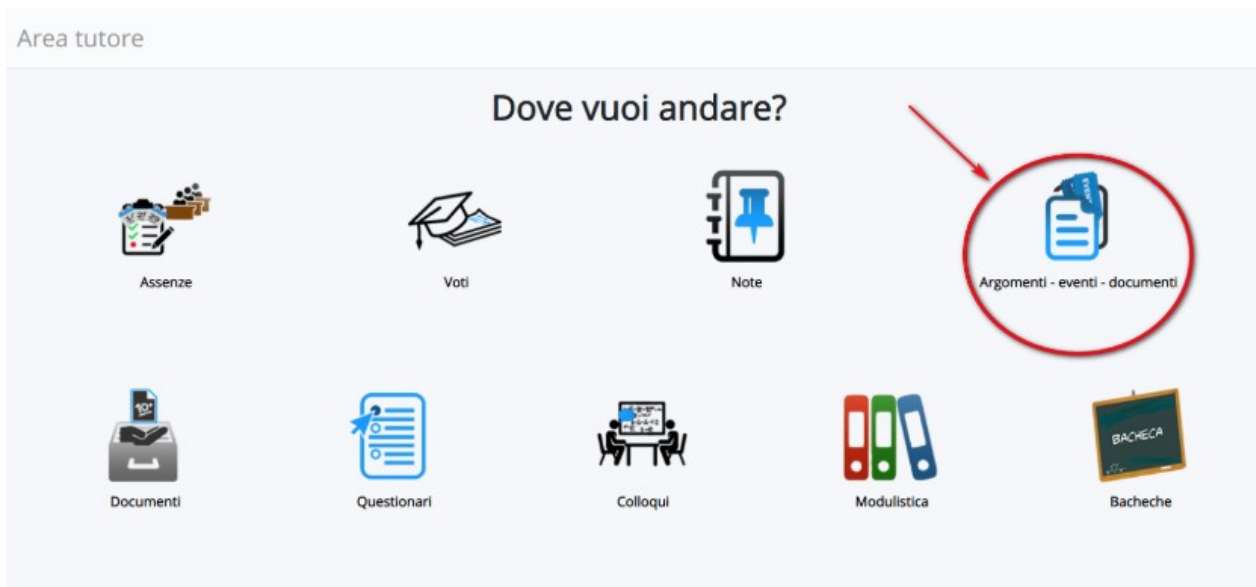 Area tutore
Dove vuoi andare?
Assenze
Voti
Note
Argomenti - eventi - documenti
Documenti
Questionari
Colloqui
Modulistica
Bacheche
BACHECA